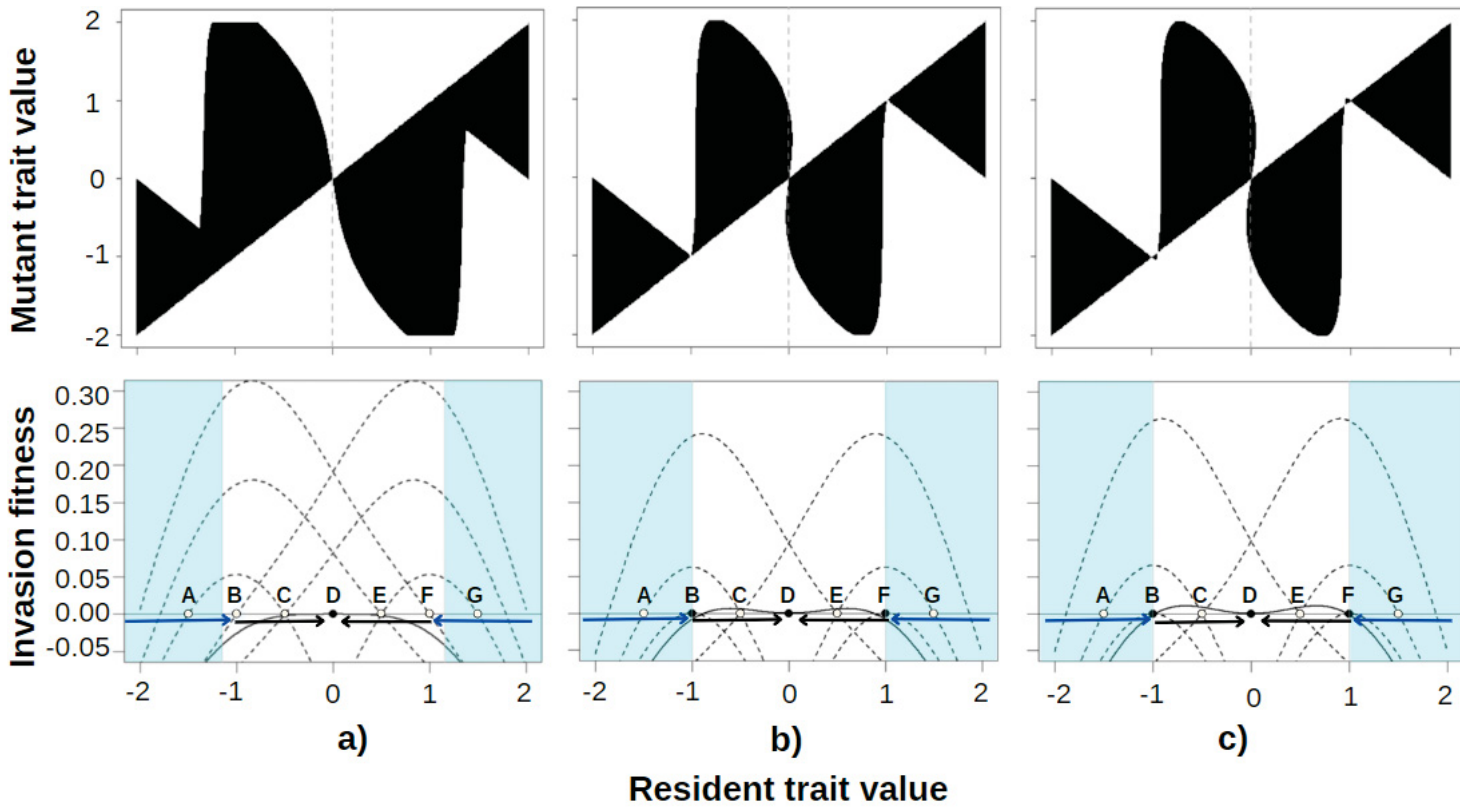 Mutant trait value
2
1
0
-1
-2
Invasion fitness
0.30
0.25
0.20
0.15
0.10
0.05
0.00
-0.05
A B C D E F G
A B C D E F G
A B C D E F G
-2 -1 0 1 2
-2 -1 0 1 2
-2 -1 0 1 2
a) b) c)
Resident trait value